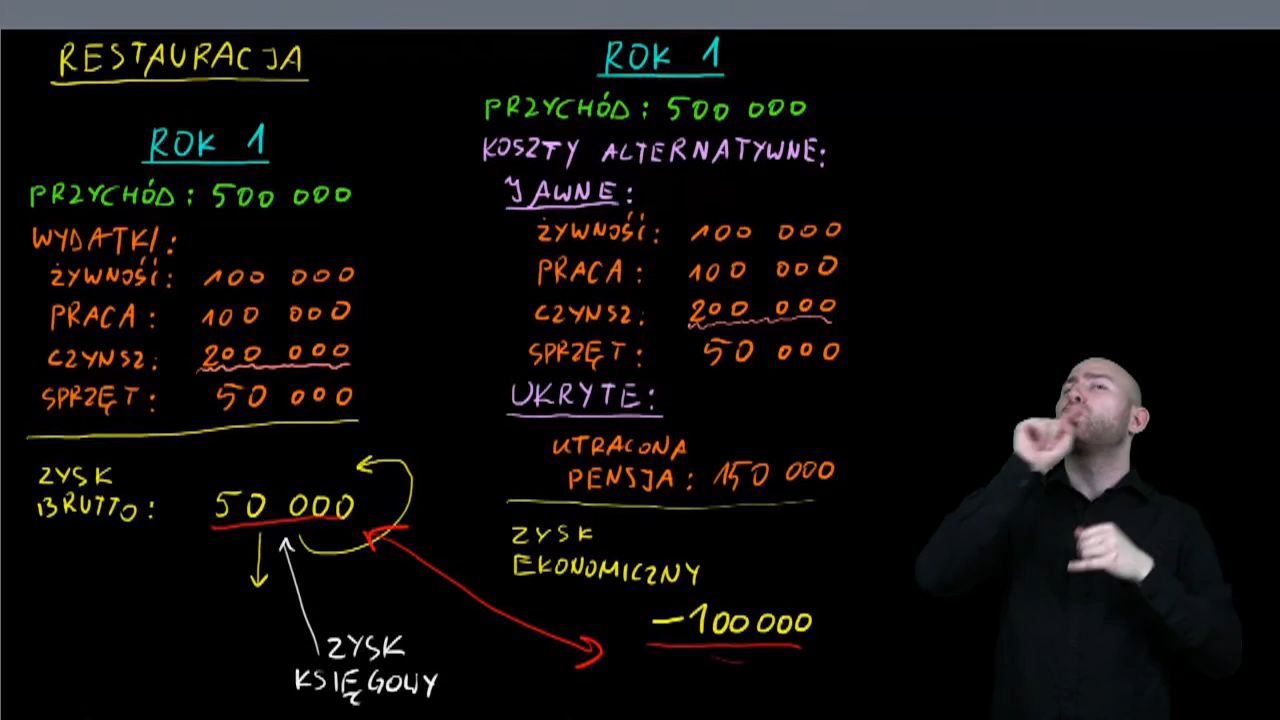 RESTAURACJA
ROK 1
PRZYCHÓD: 500 000
WYDATKI:
ŻYWNOŚĆ: 100 000
PRACA: 100 000
CZYNSZ: 200 000
SPRZĘT: 50 000
ZYSK
BRUTTO: 50 000
ZYSK
KSIĘGOWY
ROK 1
PRZYCHÓD: 500 000
KOSZTY ALTERNATYWNE:
JAWNE:
ŻYWNOŚĆ: 100 000
PRACA: 100 000
CZYNSZ: 200 000
SPRZĘT: 50 000
UKRYTE:
UTRACONA
PENSJA: 150 000
ZYSK
EKONOMICZNY
-100 000